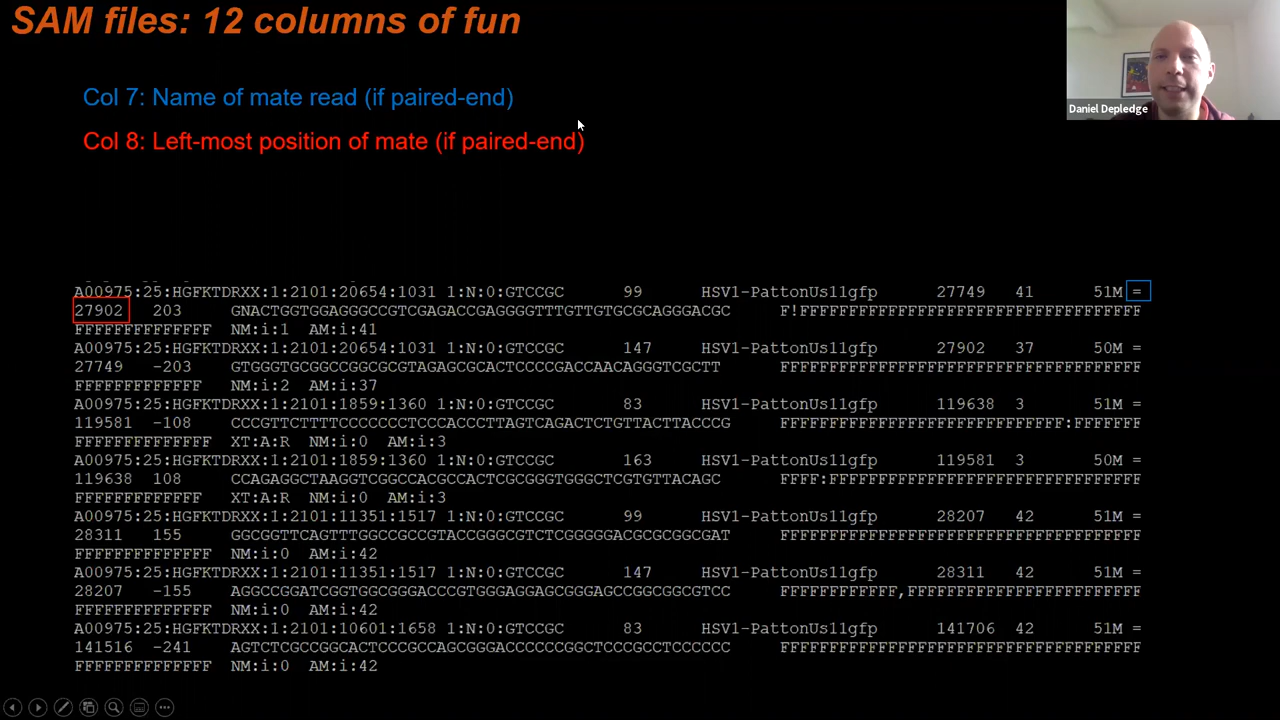 SAM files: 12 columns of fun
Daniel Depledge
Col 7: Name of mate read (if paired-end)
Col 8: Left-most position of mate (if paired-end)
A00975:25:HGFKTDRXX:1:2101:20654:1031 1:N:0:GTCCGC 99 HSV1-PattonUs11gfp 27749 41 51M =
27902 203 GNACTGGTGGAGGGCCGTCGAGACCGAGGGGTTTGTTGTGCGCAGGGACGC F!FFFFFFFFFFFFFFFFFFFFFFFFFFFFFFFFFFF
FFFFFFFFFFFFFF NM:i:1 AM:i:41
A00975:25:HGFKTDRXX:1:2101:20654:1031 1:N:0:GTCCGC 147 HSV1-PattonUs11gfp 27902 37 50M =
27749 -203 GTGGGTGCGGCCGGCGCGTAGAGCGCACTCCCCGACCAACAGGGTCGCTT FFFFFFFFFFFFFFFFFFFFFFFFFFFFFFFFFFFFF
FFFFFFFFFFFFF NM:i:2 AM:i:37
A00975:25:HGFKTDRXX:1:2101:1859:1360 1:N:0:GTCCGC 83 HSV1-PattonUs11gfp 119638 3 51M =
119581 -108 CCCGTTCTTTTCCCCCCCTCCCACCCTTAGTCAGACTCTGTTACTTACCCG FFFFFFFFFFFFFFFFFFFFFFFFFFFFF:FFFFFFF
FFFFFFFFFFFFFF XT:A:R NM:i:0 AM:i:3
A00975:25:HGFKTDRXX:1:2101:1859:1360 1:N:0:GTCCGC 163 HSV1-PattonUs11gfp 119581 3 50M =
119638 108 CCAGAGGCTAAGGTCGGCCACGCCACTCGCGGGTGGGCTCGTGTTACAGC FFFF:FFFFFFFFFFFFFFFFFFFFFFFFFFFFFFFF
FFFFFFFFFFFFF XT:A:R NM:i:0 AM:i:3
A00975:25:HGFKTDRXX:1:2101:11351:1517 1:N:0:GTCCGC 99 HSV1-PattonUs11gfp 28207 42 51M =
28311 155 GGCGGTTCAGTTTGGCCGCCGTACCGGGCGTCTCGGGGGACGCGCGGCGAT FFFFFFFFFFFFFFFFFFFFFFFFFFFFFFFFFFFFF
FFFFFFFFFFFFFF NM:i:0 AM:i:42
A00975:25:HGFKTDRXX:1:2101:11351:1517 1:N:0:GTCCGC 147 HSV1-PattonUs11gfp 28311 42 51M =
28207 -155 AGGCCGGATCGGTGGCGGGACCCGTGGGAGGAGCGGGAGCCGGCGGCGTCC FFFFFFFFFFFF,FFFFFFFFFFFFFFFFFFFFFFFF
FFFFFFFFFFFFFF NM:i:0 AM:i:42
A00975:25:HGFKTDRXX:1:2101:10601:1658 1:N:0:GTCCGC 83 HSV1-PattonUs11gfp 141706 42 51M =
141516 -241 AGTCTCGCCGGCACTCCCGCCAGCGGGACCCCCCGGCTCCCGCCTCCCCCC FFFFFFFFFFFFFFFFFFFFFFFFFFFFFFFFFFFFF
FFFFFFFFFFFFFF NM:i:0 AM:i:42